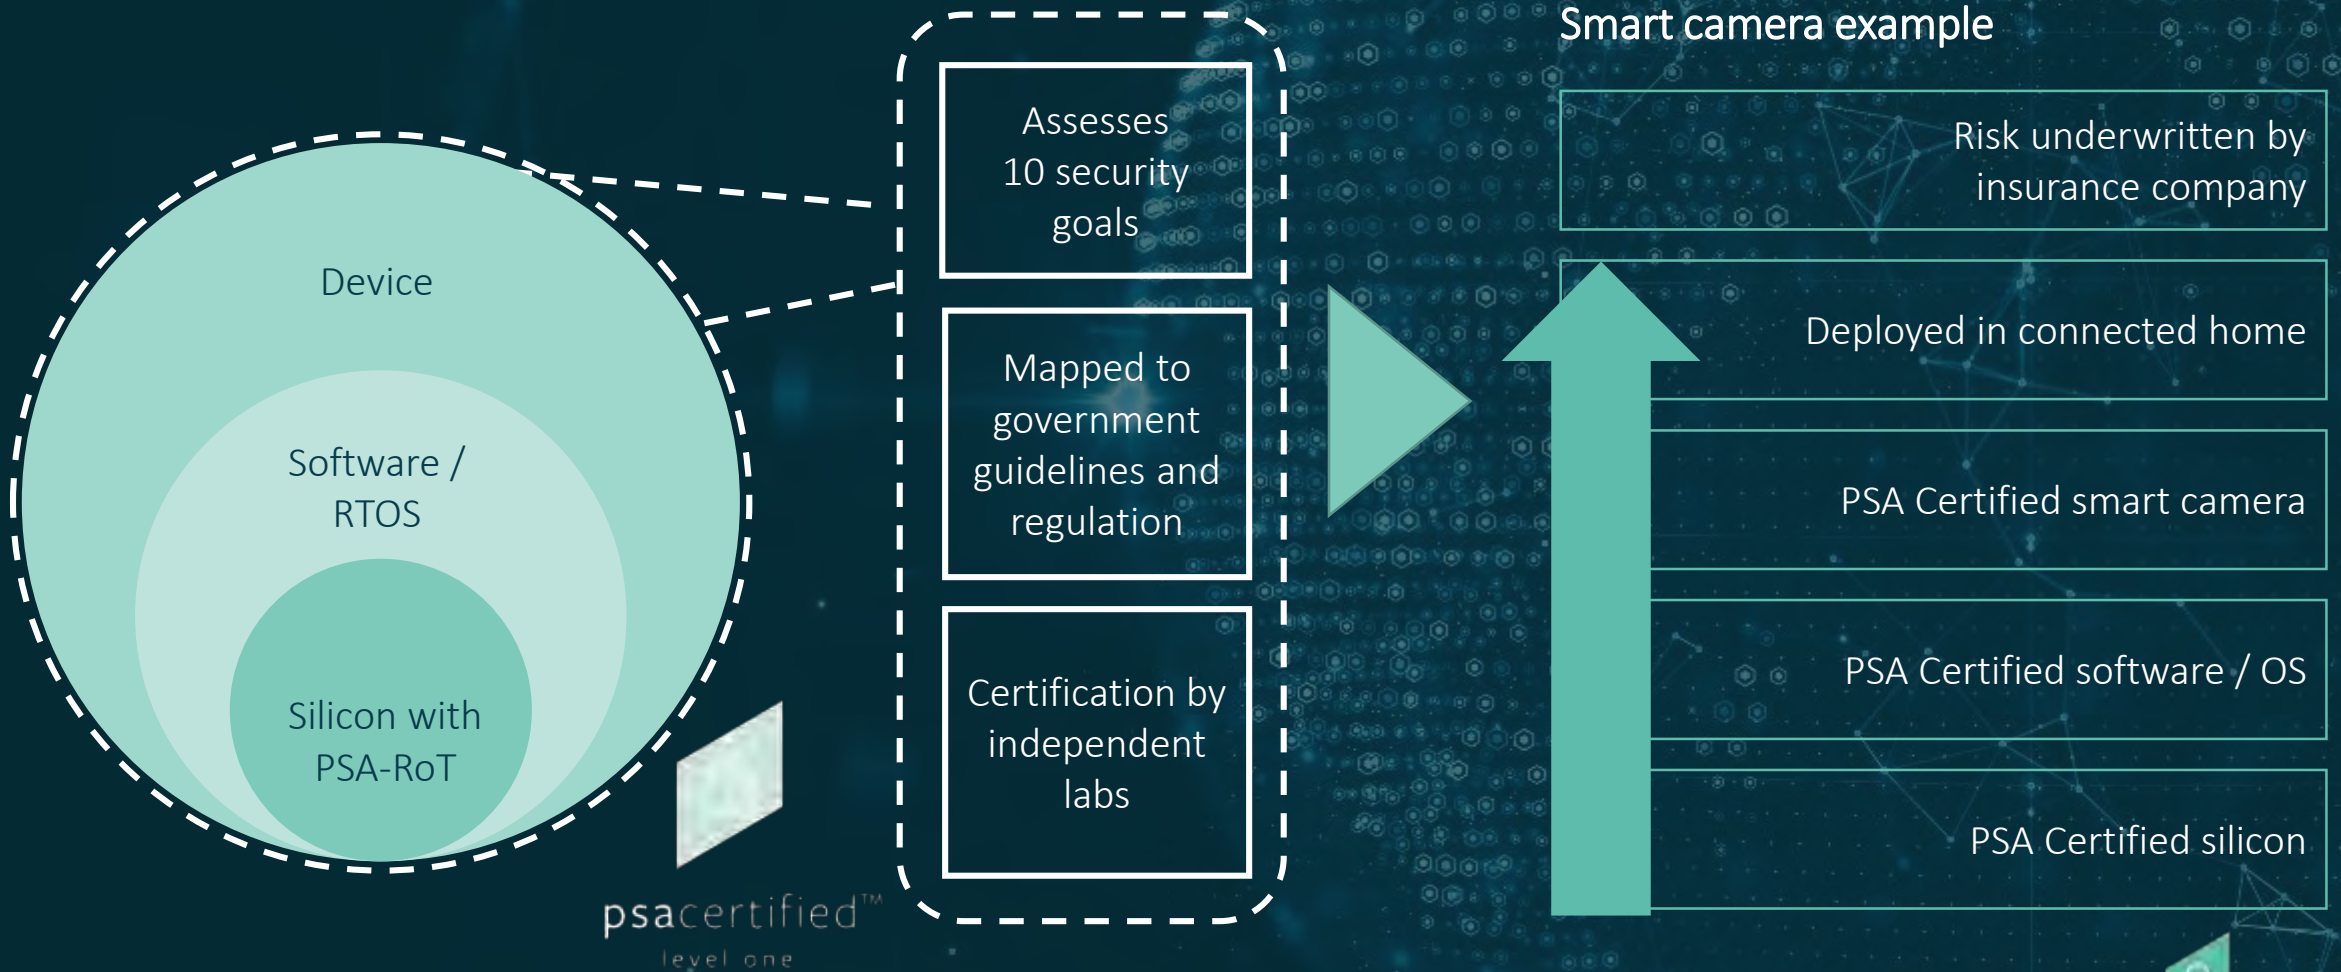 Smart camera example
Device
Software /
RTOS
Silicon with
PSA-RoT
psacertified™
level one
Assesses
10 security
goals
Mapped to
government
guidelines and
regulation
Certification by
independent
labs
Risk underwritten by
insurance company
Deployed in connected home
PSA Certified smart camera
PSA Certified software / OS
PSA Certified silicon